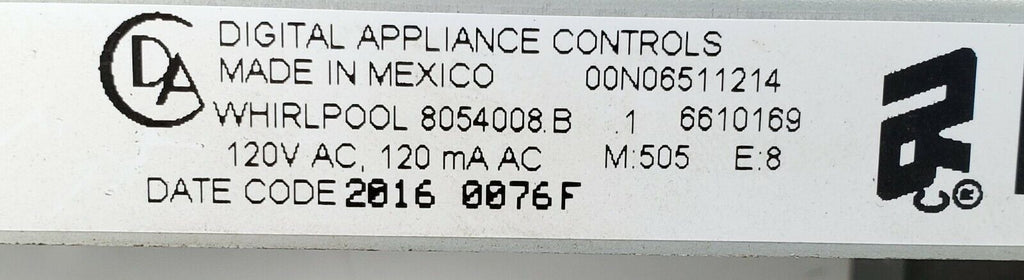 CDA DIGITAL APPLIANCE CONTROLS
MADE IN MEXICO 00N06511214
WHIRLPOOL 8054008.B .1 6610169
120V AC, 120 mA AC M:505 E:8
DATE CODE 2016 0076F
C ®